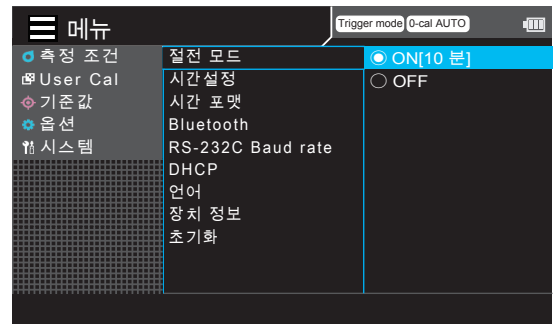 메뉴
Trigger mode 0-cal AUTO
측정 조건
User Cal
기준값
옵션
시스템
절전 모드
시간설정
시간 포맷
Bluetooth
RS-232C Baud rate
DHCP
언어
장치 정보
초기화
ON[10 분]
OFF